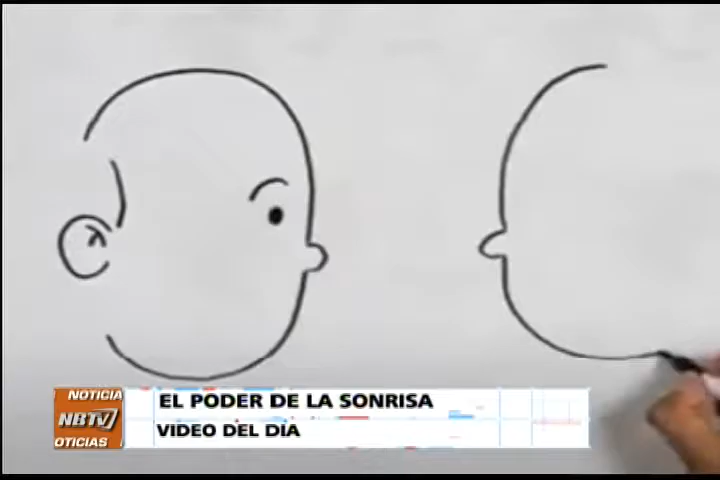 NOTICIA
NBTV
OTICIAS
EL PODER DE LA SONRISA
VIDEO DEL DIA